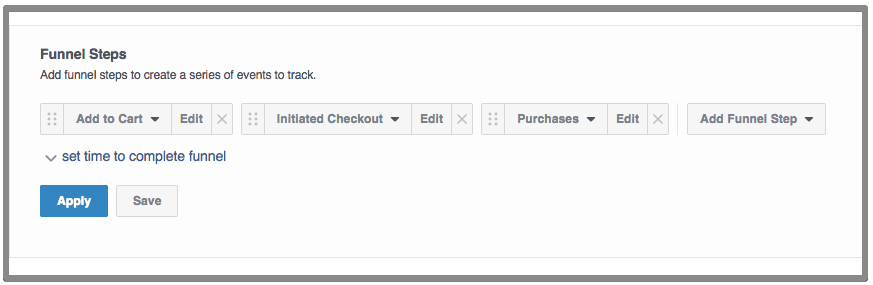 Funnel Steps
Add funnel steps to create a series of events to track.
Add to Cart Edit Initiated Checkout Edit Purchases Edit Add Funnel Step
set time to complete funnel
Apply Save